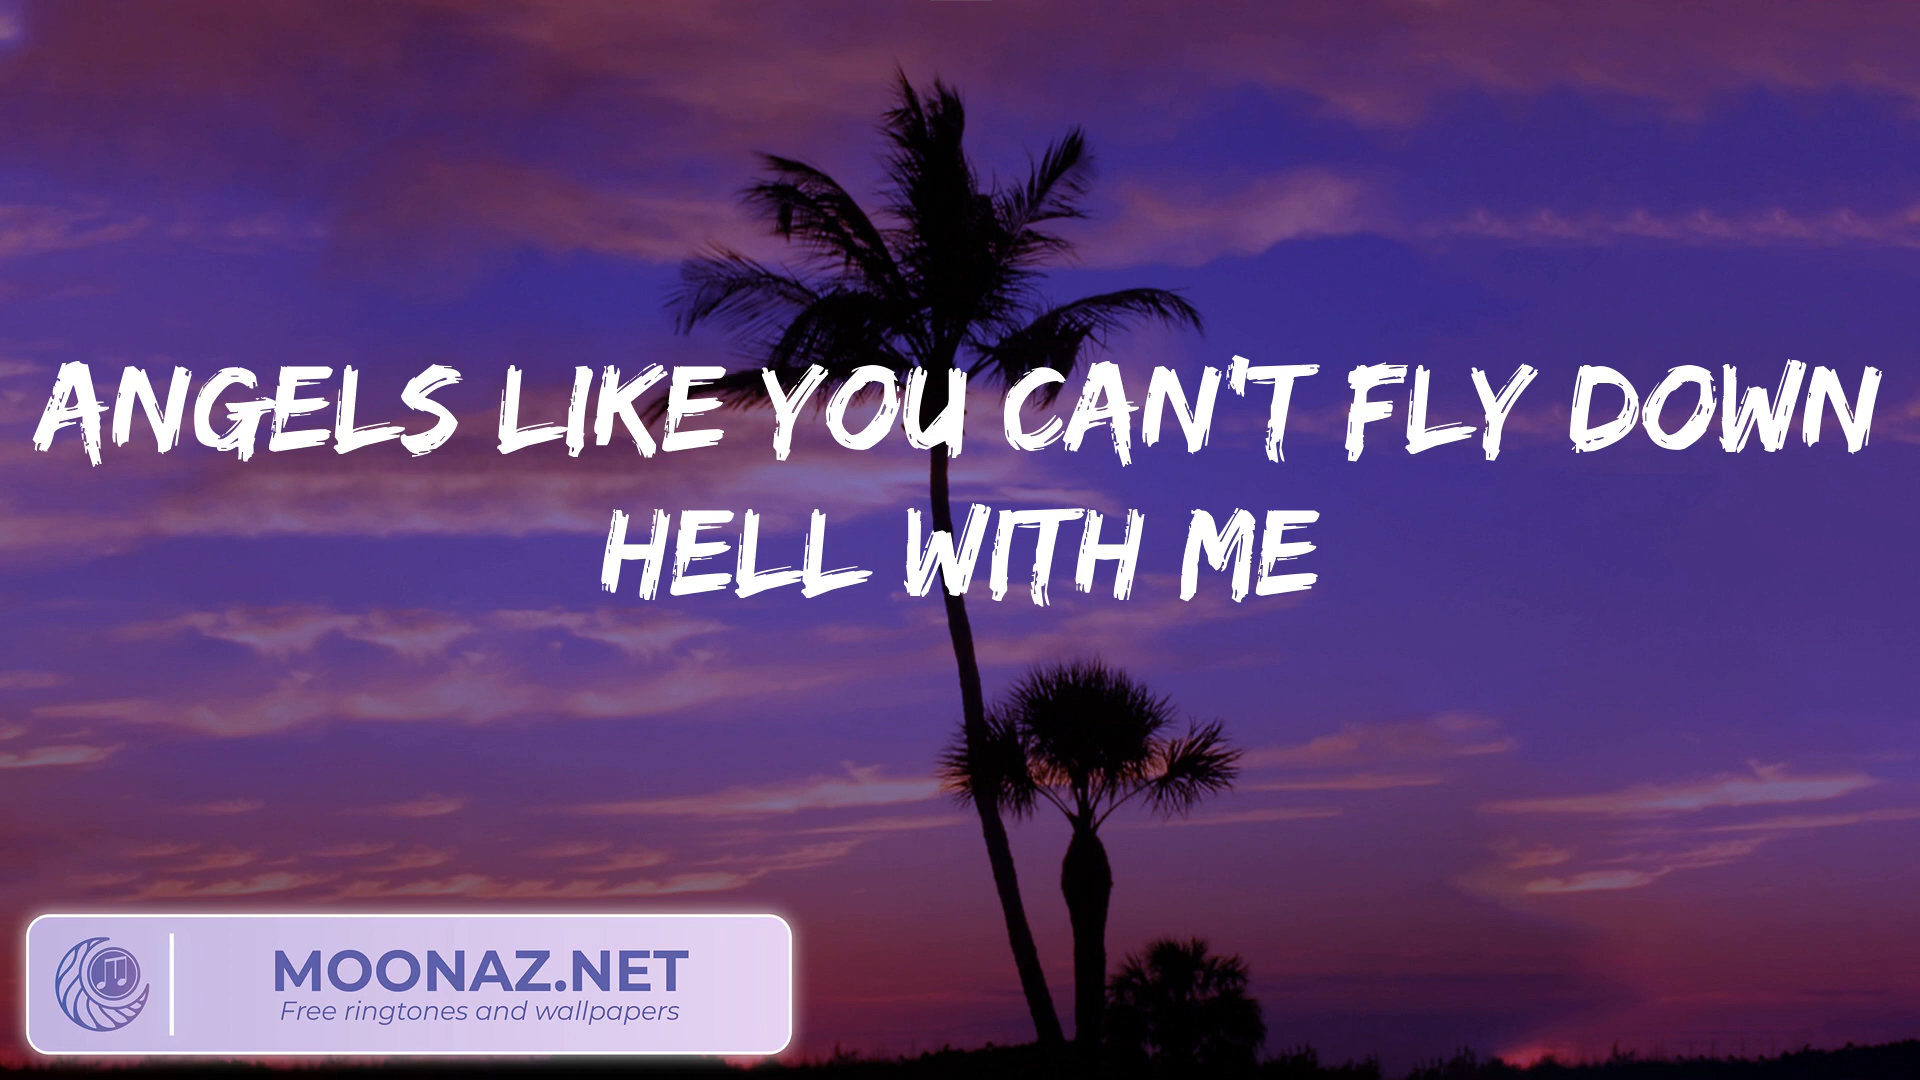 ANGELS LIKE YOU CAN'T FLY DOWN
HELL WITH ME
MOONAZ.NET
Free ringtones and wallpapers